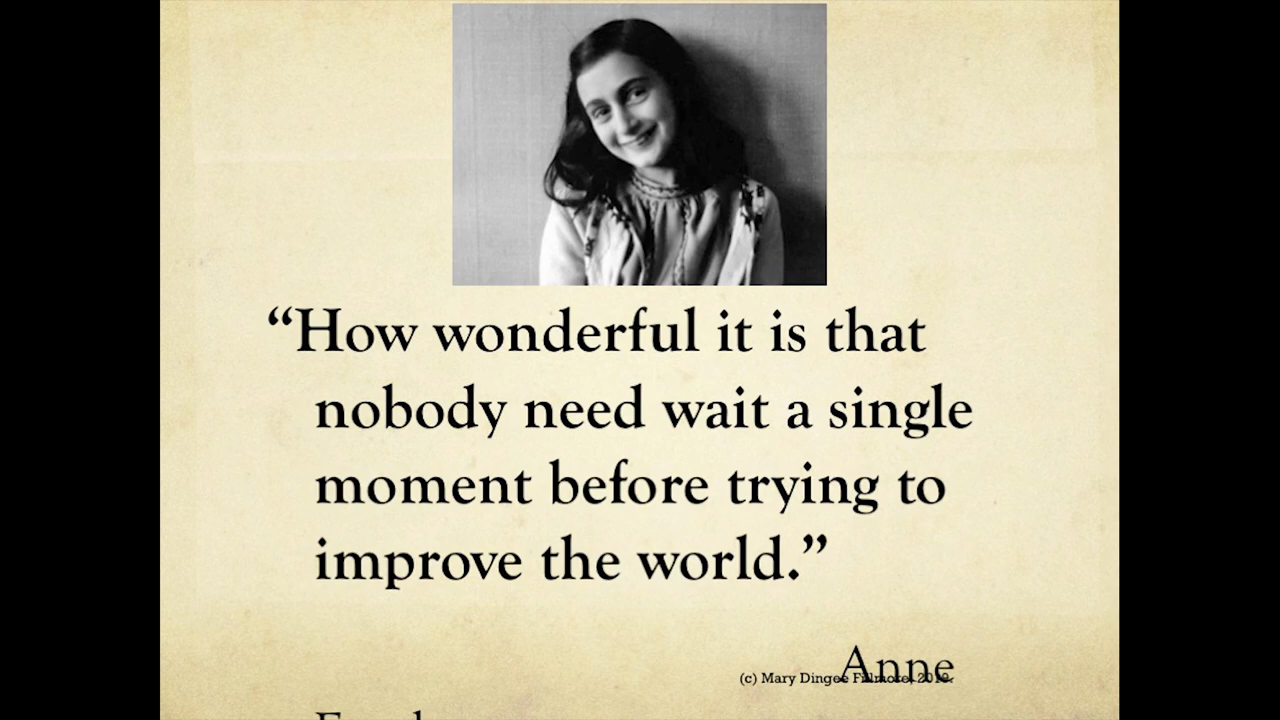 “How wonderful it is that
nobody need wait a single
moment before trying to
improve the world.”
Anne
(c) Mary Dingee Fillmore, 2019.